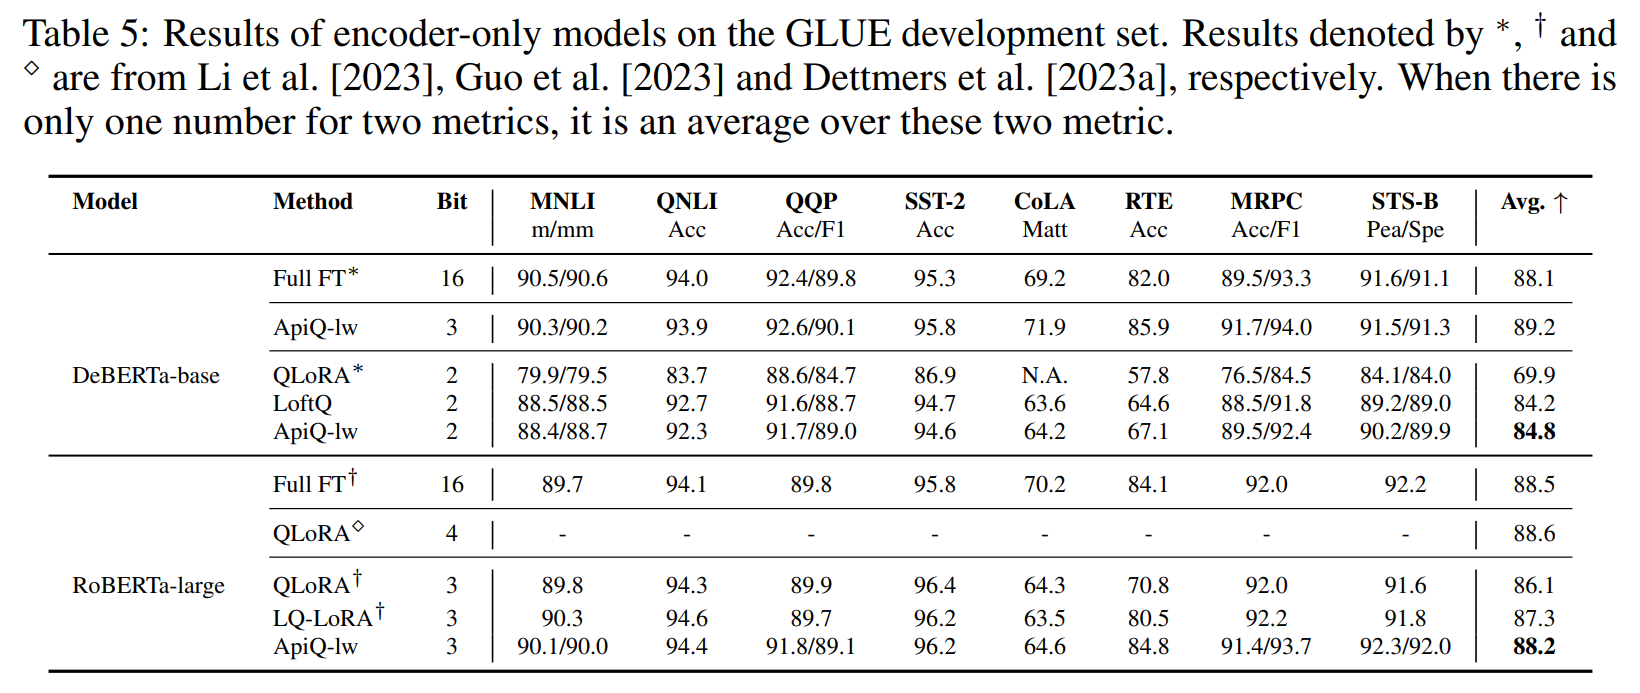 Table 5: Results of encoder-only models on the GLUE development set. Results denoted by *, † and
◇ are from Li et al. [2023], Guo et al. [2023] and Dettmers et al. [2023a], respectively. When there is
only one number for two metrics, it is an average over these two metric.
Model Method Bit MNLI QNLI QQP SST-2 CoLA RTE MRPC STS-B Avg. ↑
m/mm Acc Acc/F1 Acc Matt Acc Acc/F1 Pea/Spe
Full FT* 16 90.5/90.6 94.0 92.4/89.8 95.3 69.2 82.0 89.5/93.3 91.6/91.1 88.1
ApiQ-lw 3 90.3/90.2 93.9 92.6/90.1 95.8 71.9 85.9 91.7/94.0 91.5/91.3 89.2
DeBERTa-base QLoRA* 2 79.9/79.5 83.7 88.6/84.7 86.9 N.A. 57.8 76.5/84.5 84.1/84.0 69.9
LoftQ 2 88.5/88.5 92.7 91.6/88.7 94.7 63.6 64.6 88.5/91.8 89.2/89.0 84.2
ApiQ-lw 2 88.4/88.7 92.3 91.7/89.0 94.6 64.2 67.1 89.5/92.4 90.2/89.9 84.8
Full FT† 16 89.7 94.1 89.8 95.8 70.2 84.1 92.0 92.2 88.5
QLoRA◇ 4 - - - - - - - - 88.6
RoBERTa-large QLoRA† 3 89.8 94.3 89.9 96.4 64.3 70.8 92.0 91.6 86.1
LQ-LoRA† 3 90.3 94.6 89.7 96.2 63.5 80.5 92.2 91.8 87.3
ApiQ-lw 3 90.1/90.0 94.4 91.8/89.1 96.2 64.6 84.8 91.4/93.7 92.3/92.0 88.2